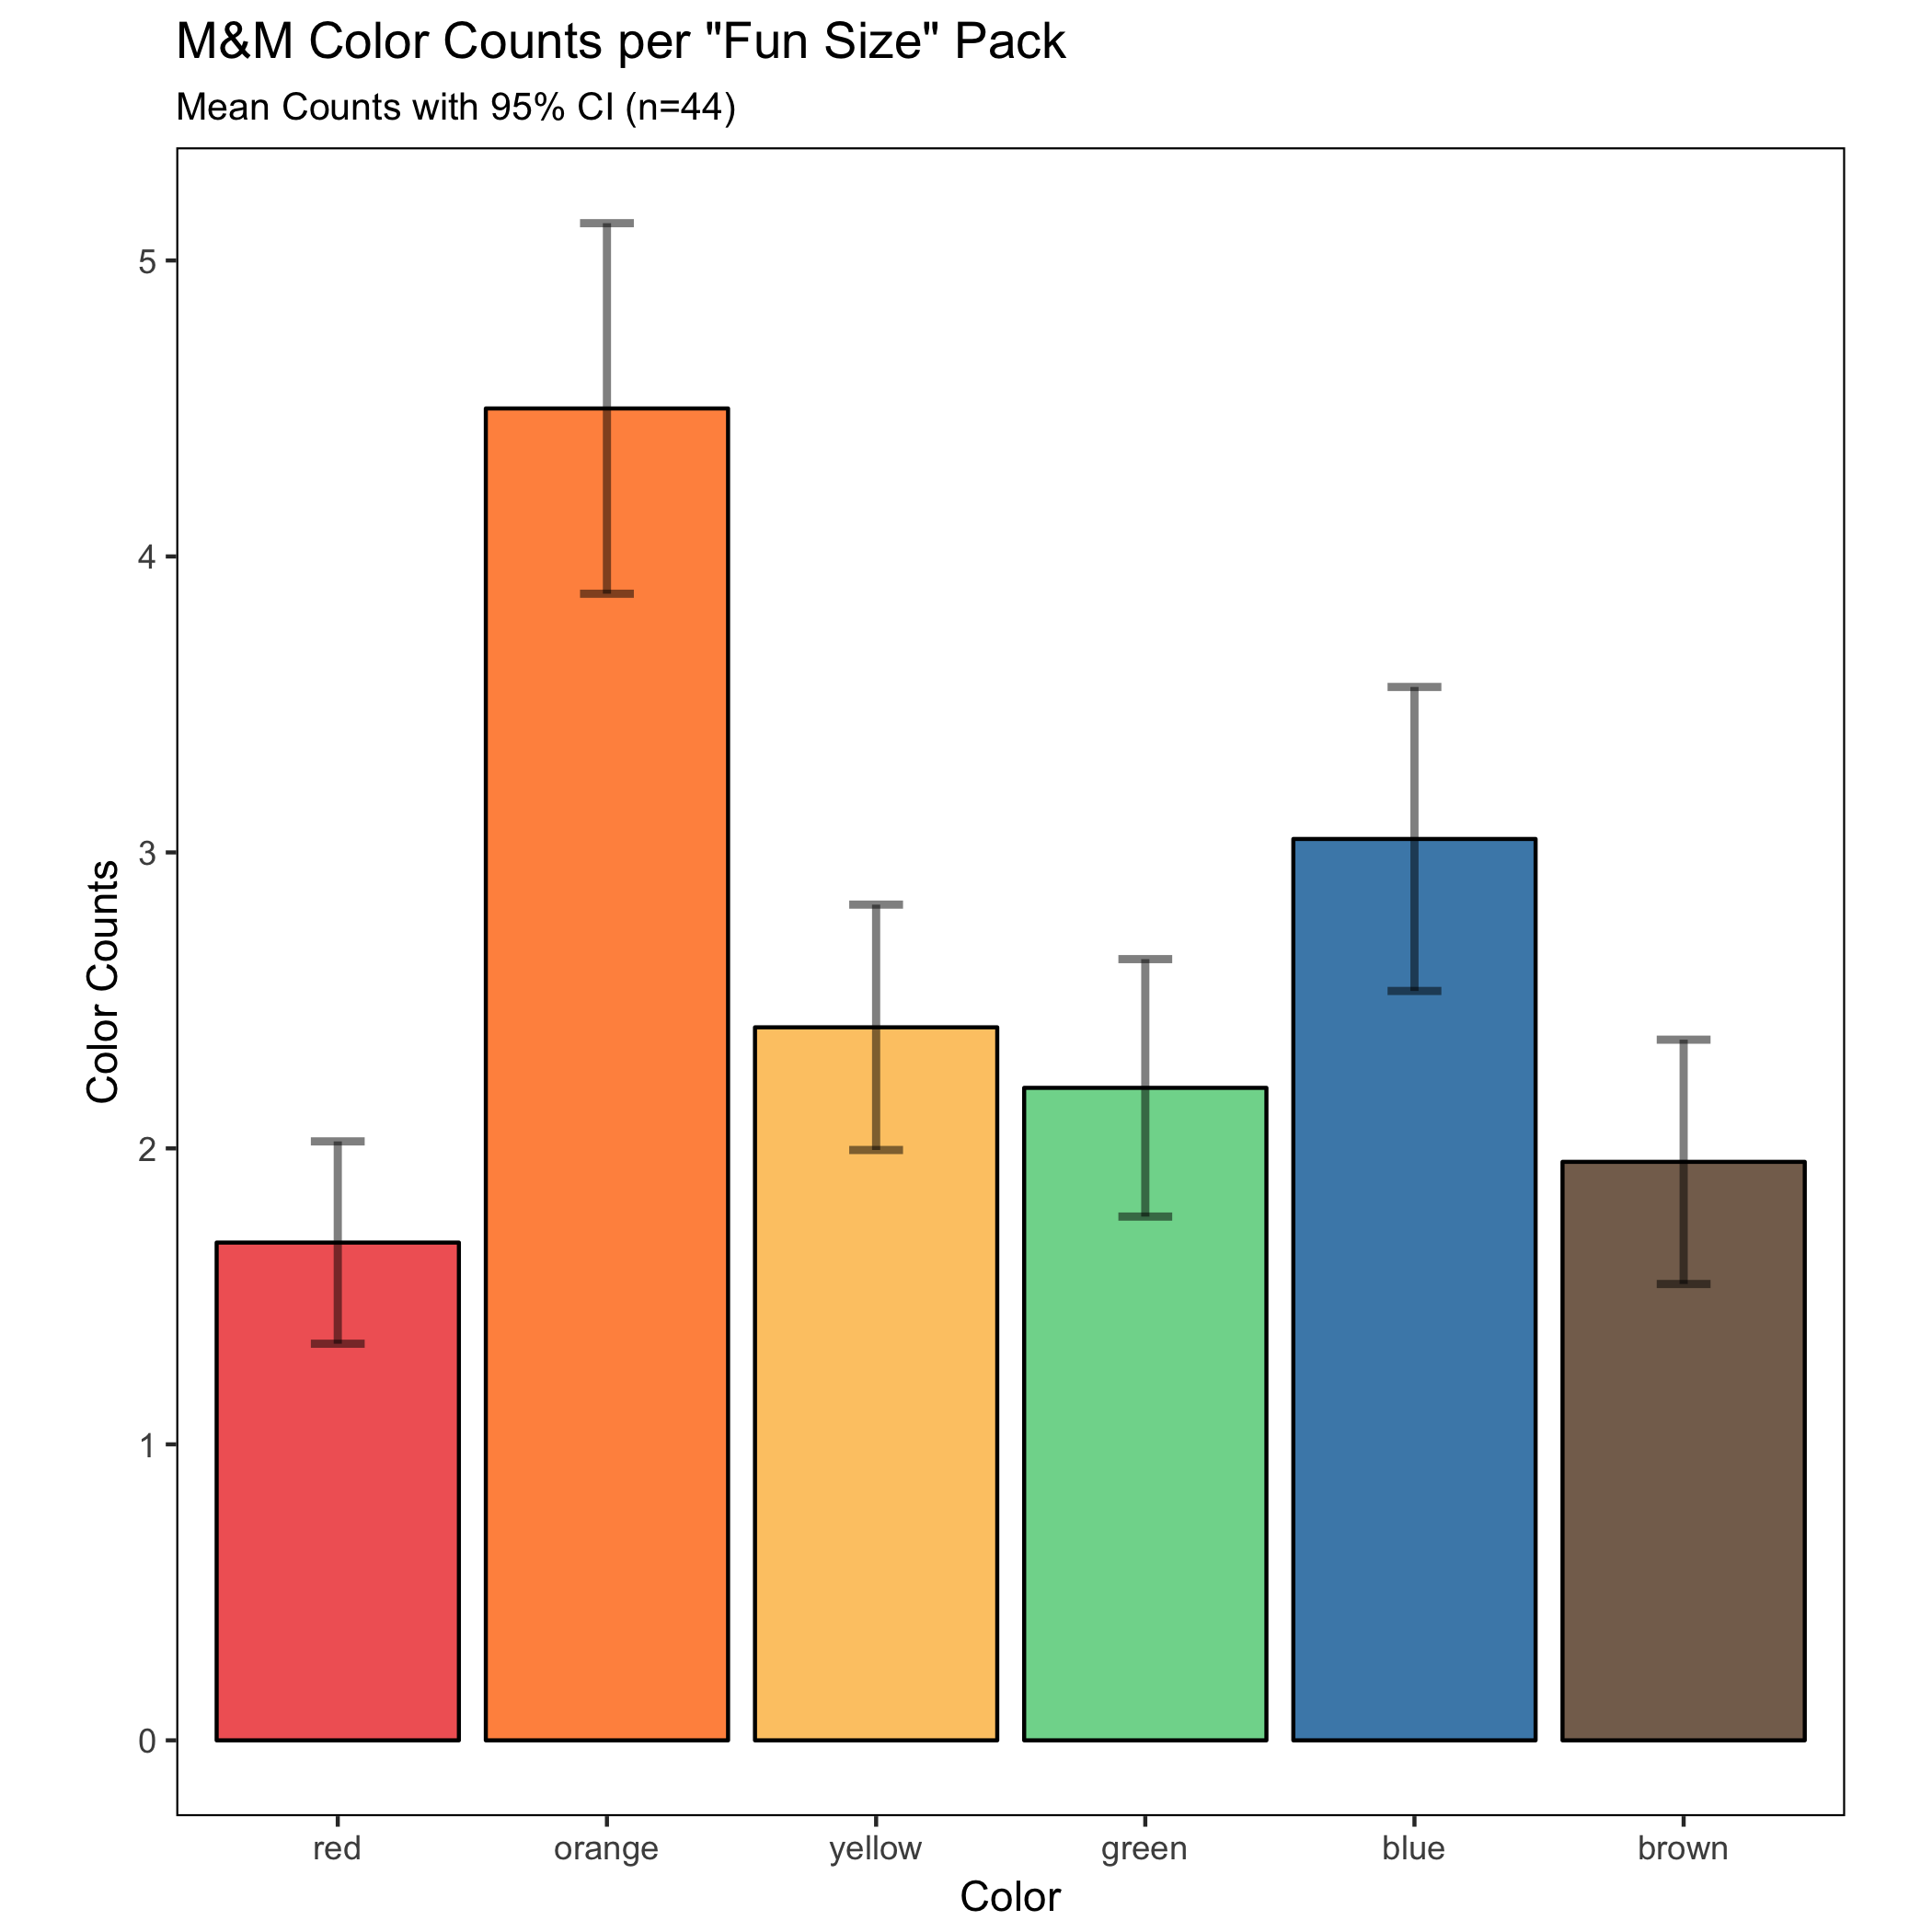 M&M Color Counts per "Fun Size" Pack
Mean Counts with 95% CI (n=44)
Color Counts
5
4
3
2
1
0
red orange yellow green blue brown
Color